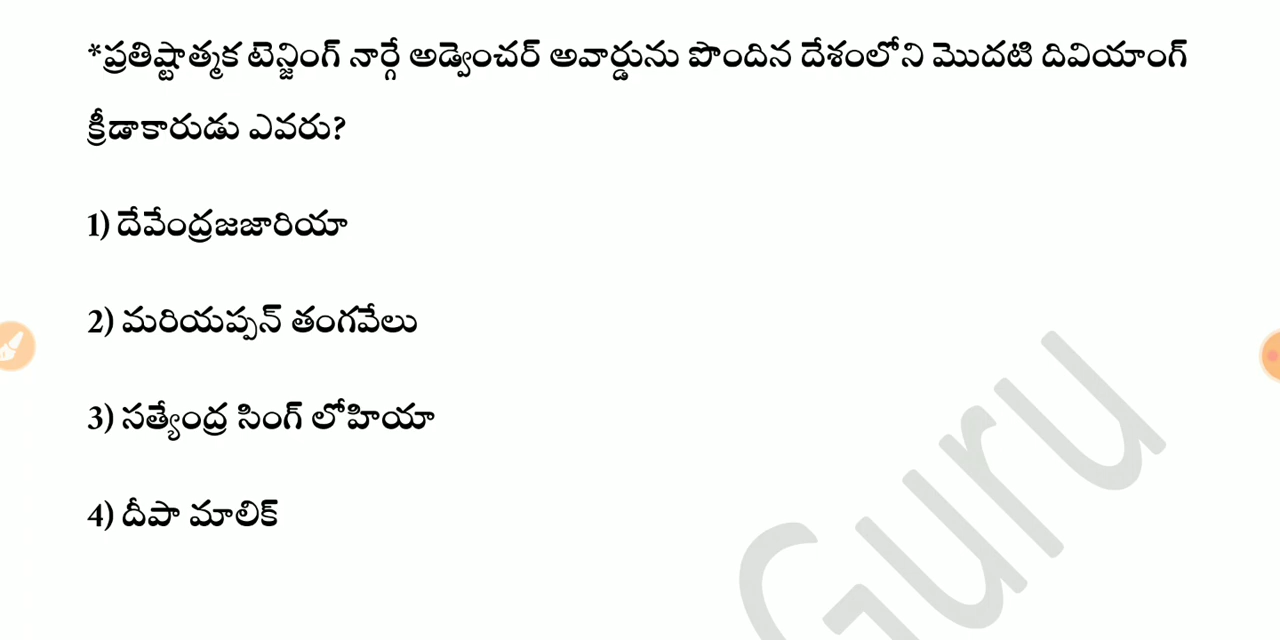 *ప్రతిష్టాత్మక టెన్జింగ్ నార్గే అడ్వెంచర్ అవార్డును పొందిన దేశంలోని మొదటి దివియాంగ్
క్రీడాకారుడు ఎవరు?
1) దేవేంద్రజజారియా
2) మరియప్పన్ తంగవేలు
3) సత్యేంద్ర సింగ్ లోహియా
4) దీపా మాలిక్
Guru